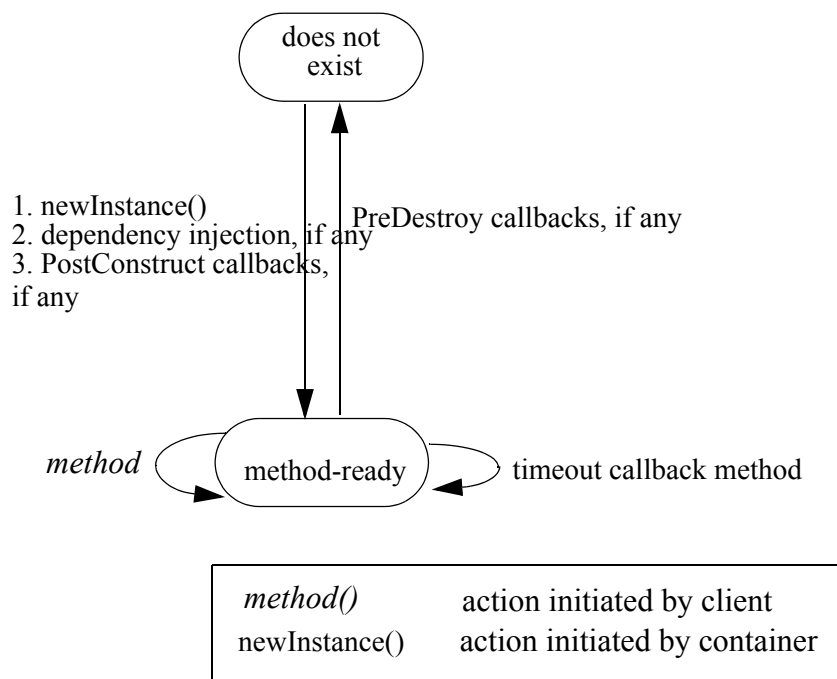 does not
exist
1. newInstance()
2. dependency injection, if any
3. PostConstruct callbacks,
if any
PreDestroy callbacks, if any
method
method-ready
timeout callback method
method() action initiated by client
newInstance() action initiated by container